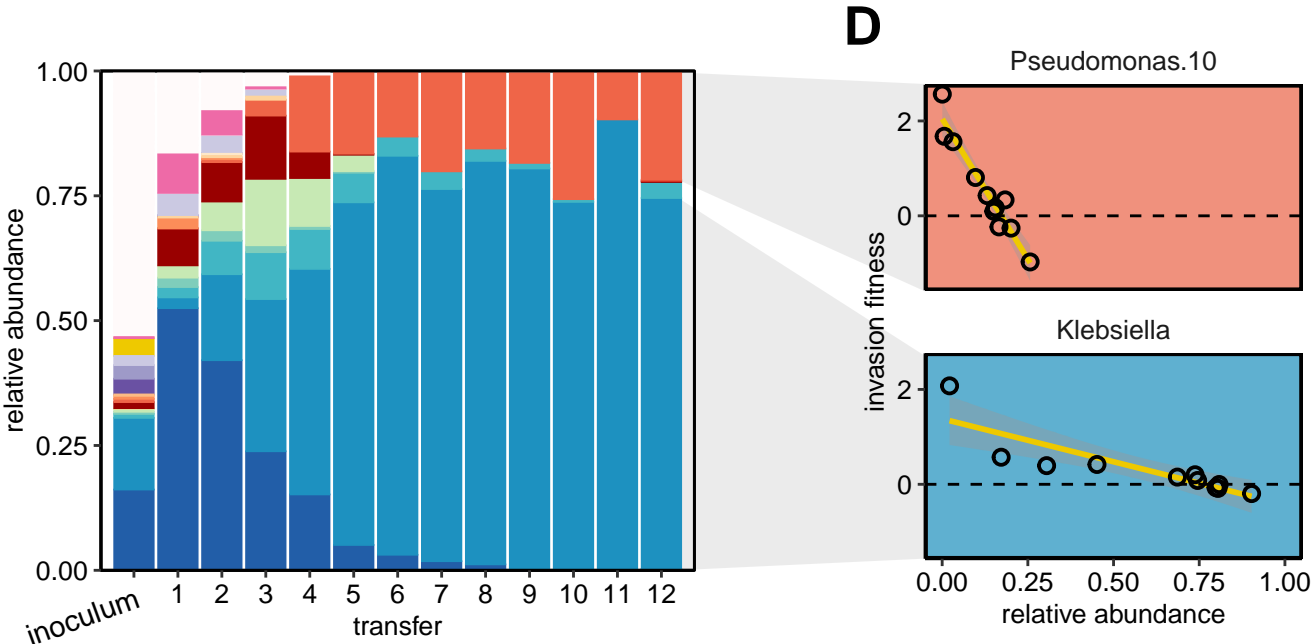 D
1.00
0.75
0.50
0.25
0.00
relative abundance
inoculum 1 2 3 4 5 6 7 8 9 10 11 12
transfer
invasion fitness
Pseudomonas.10
2
0
Klebsiella
2
0
0.00 0.25 0.50 0.75 1.00
relative abundance